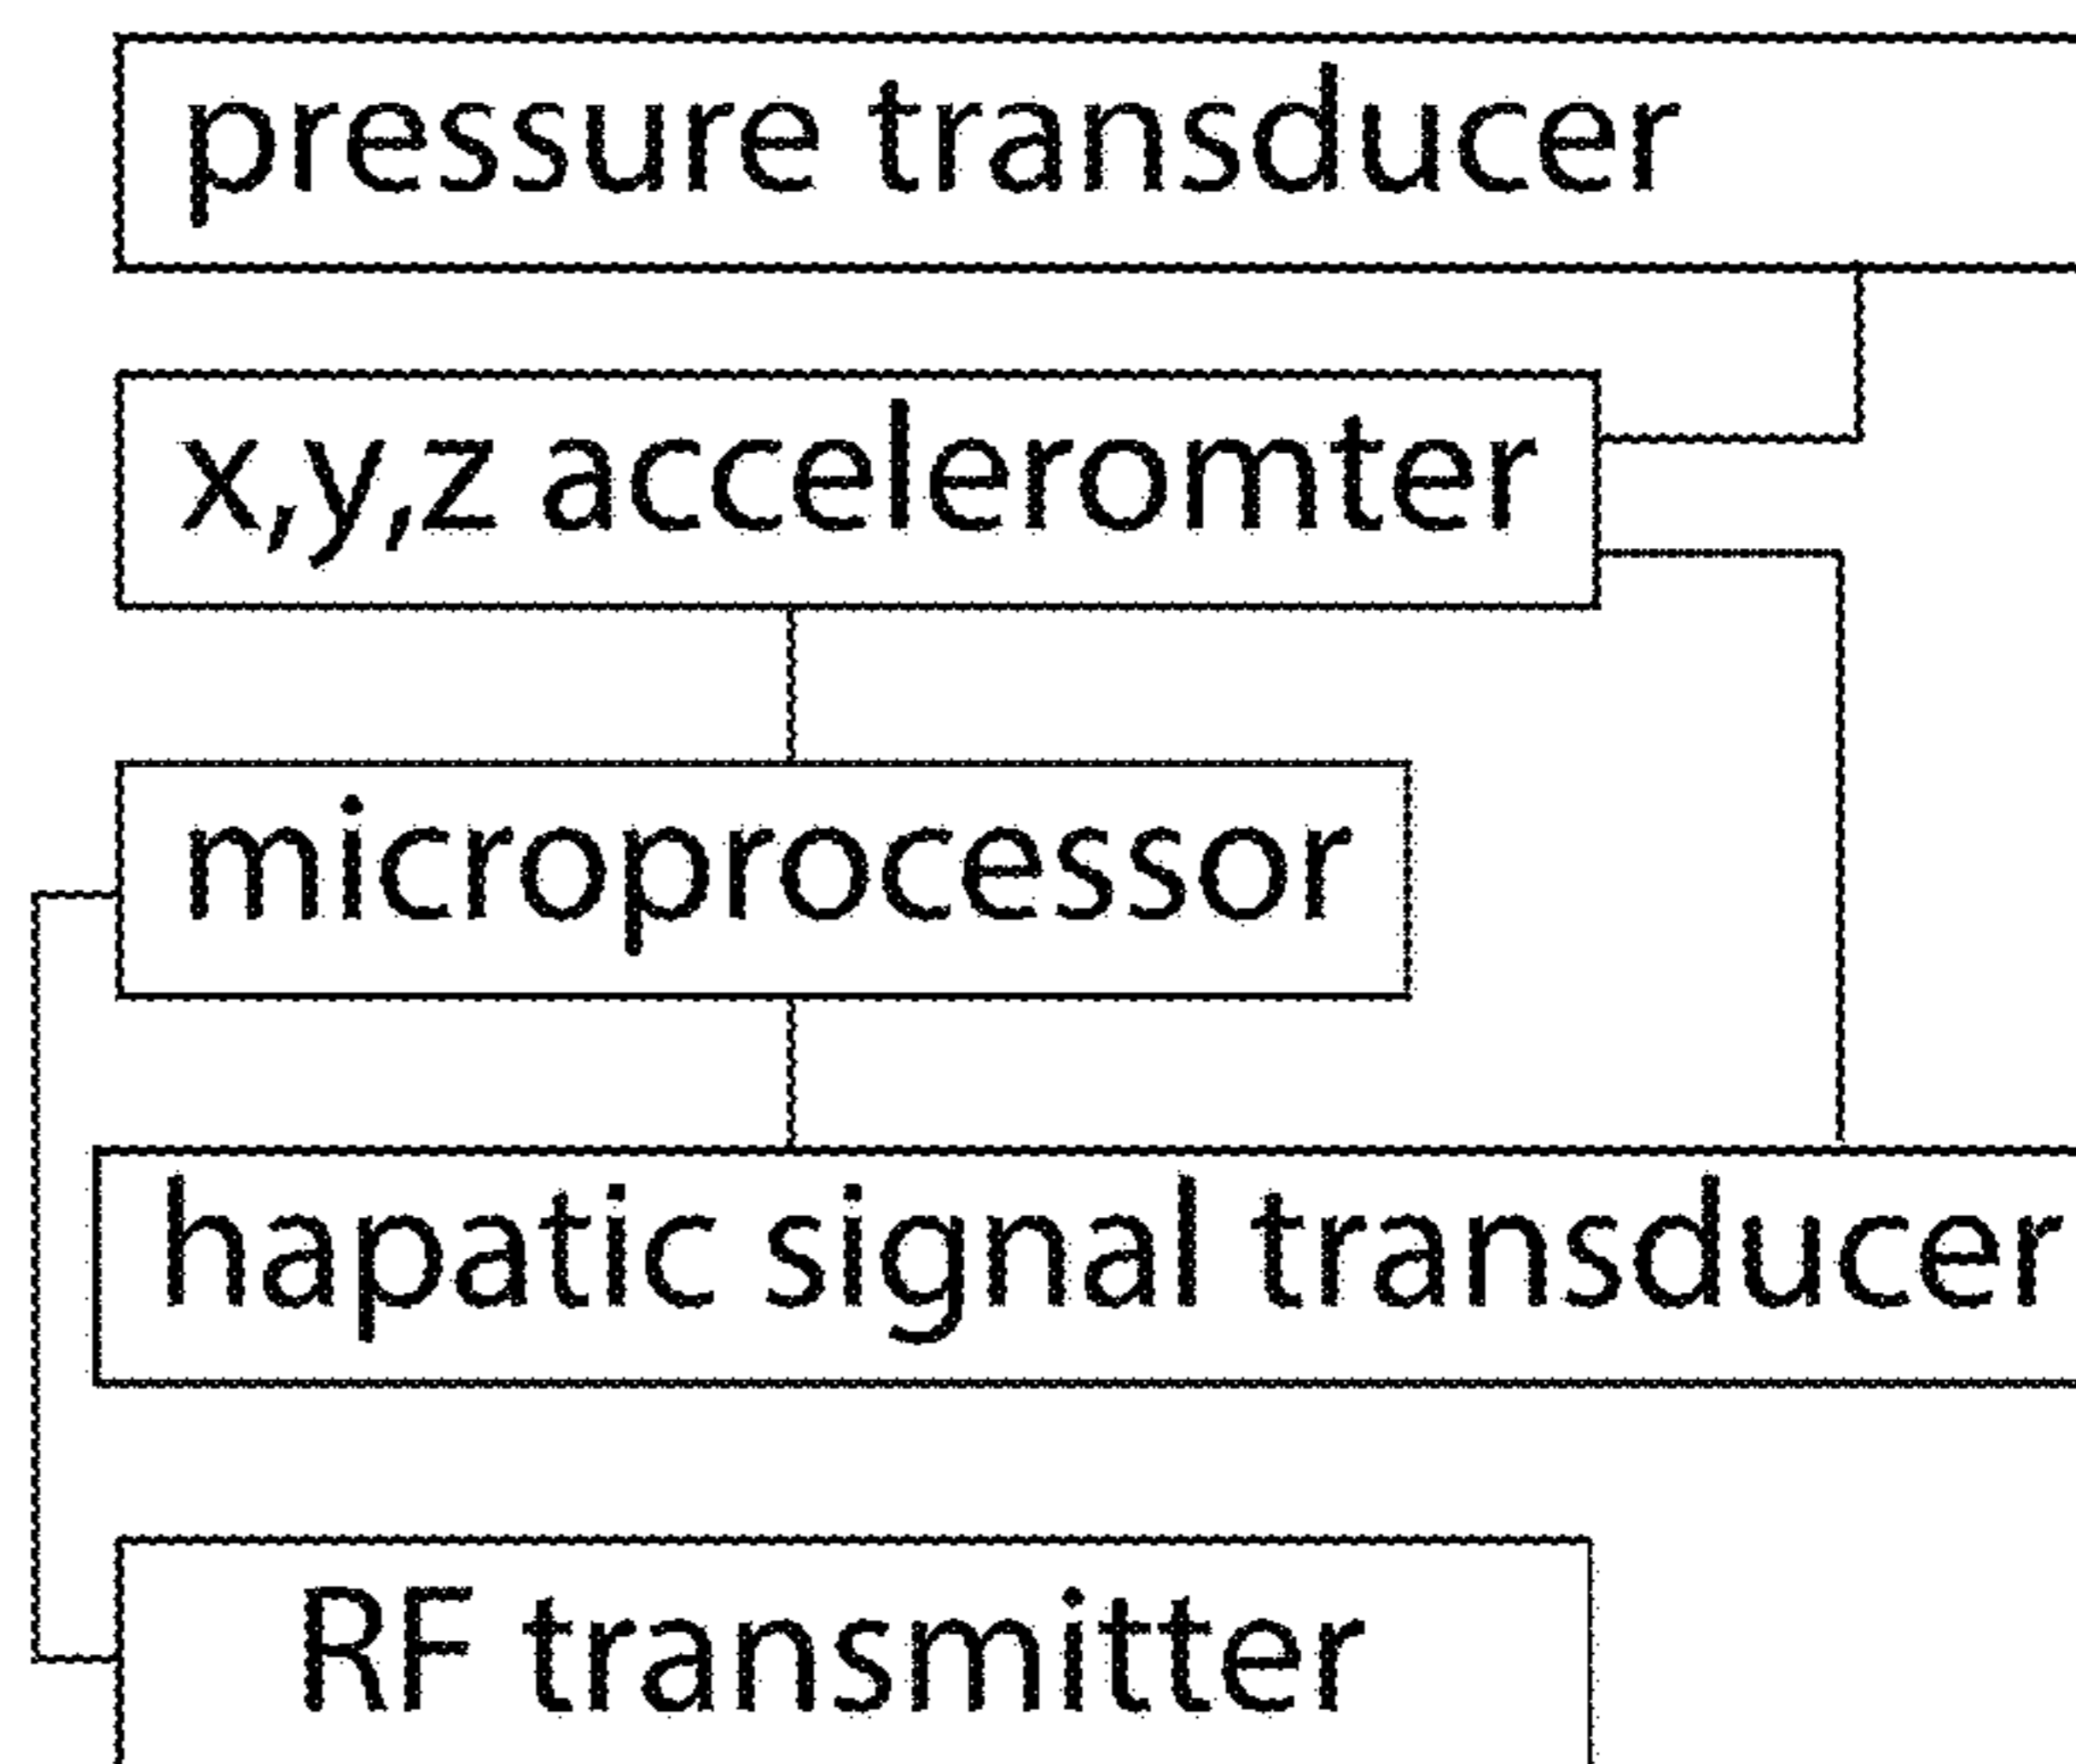 pressure transducer
x,y,z acceleromter
microprocessor
hapatic signal transducer
RF transmitter